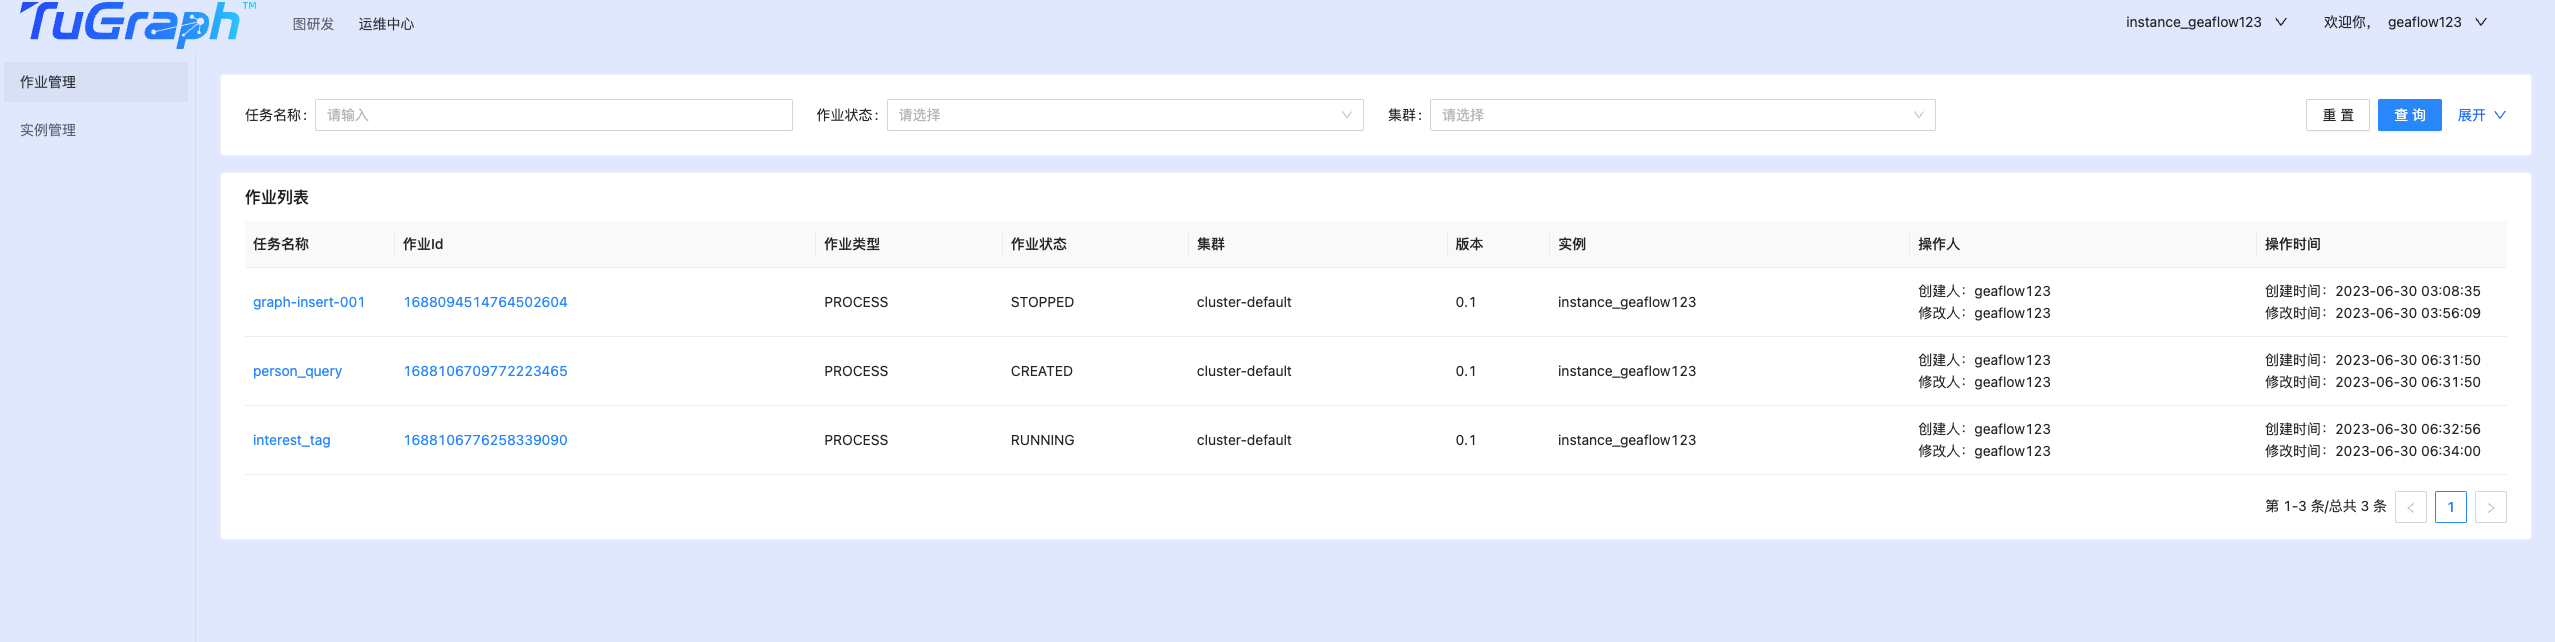 TuGraph™
图研发 运维中心 instance_geaflow123 欢迎你， geaflow123
作业管理
实例管理
任务名称： 请输入 作业状态： 请选择 集群： 请选择 重 置 查 询 展开
作业列表
任务名称 作业Id 作业类型 作业状态 集群 版本 实例 操作人 操作时间
graph-insert-001 1688094514764502604 PROCESS STOPPED cluster-default 0.1 instance_geaflow123 创建人：geaflow123 创建时间：2023-06-30 03:08:35
修改人：geaflow123 修改时间：2023-06-30 03:56:09
person_query 1688106709772223465 PROCESS CREATED cluster-default 0.1 instance_geaflow123 创建人：geaflow123 创建时间：2023-06-30 06:31:50
修改人：geaflow123 修改时间：2023-06-30 06:31:50
interest_tag 1688106776258339090 PROCESS RUNNING cluster-default 0.1 instance_geaflow123 创建人：geaflow123 创建时间：2023-06-30 06:32:56
修改人：geaflow123 修改时间：2023-06-30 06:34:00
第 1-3 条/总共 3 条 < 1 >